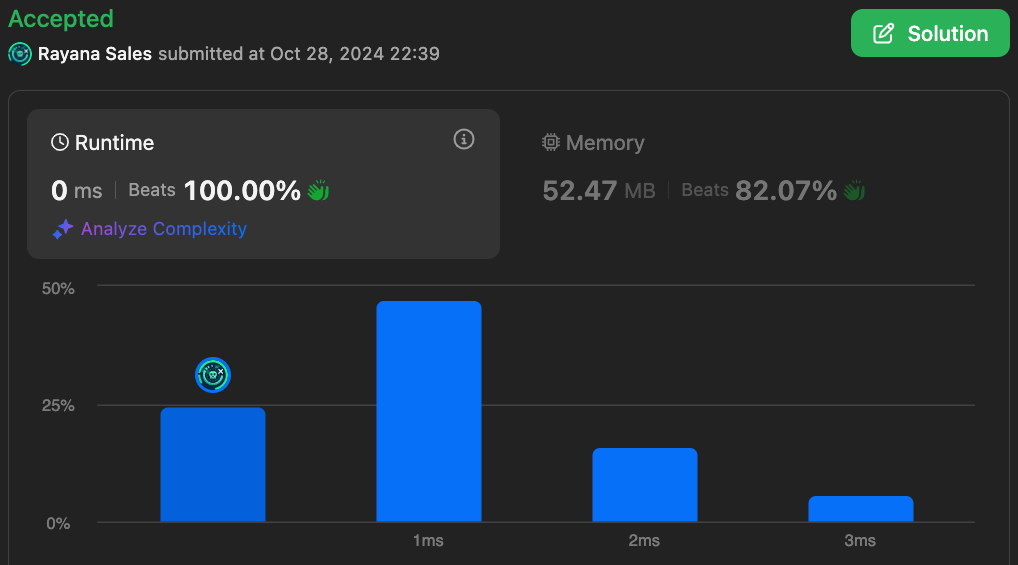 Accepted
Rayana Sales submitted at Oct 28, 2024 22:39
Solution
Runtime
0 ms Beats 100.00%
Analyze Complexity
Memory
52.47 MB Beats 82.07%
50%
25%
0%
1ms 2ms 3ms